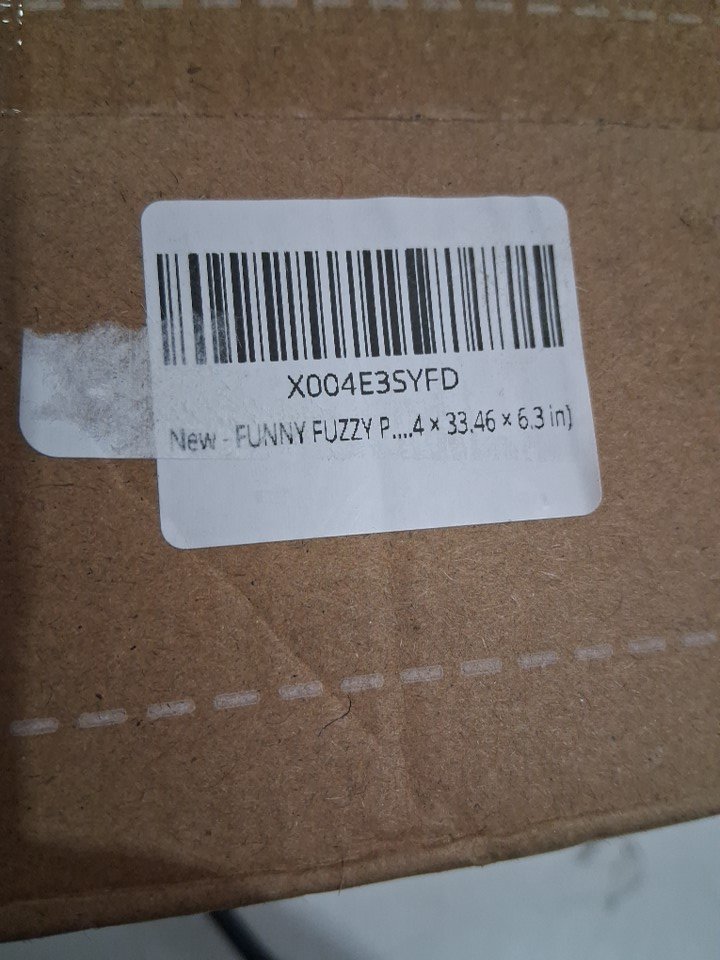 X004E3SYFD
New - FUNNY FUZZY P....4 × 33.46 × 6.3 in)